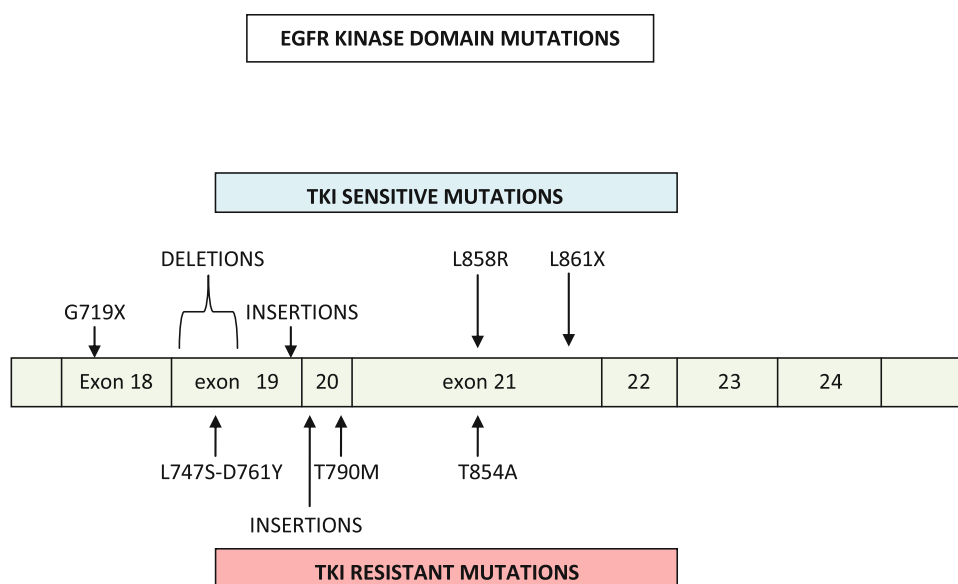 EGFR KINASE DOMAIN MUTATIONS
TKI SENSITIVE MUTATIONS
DELETIONS L858R L861X
G719X INSERTIONS
Exon 18 exon 19 20 exon 21 22 23 24
L747S-D761Y T790M T854A
INSERTIONS
TKI RESISTANT MUTATIONS